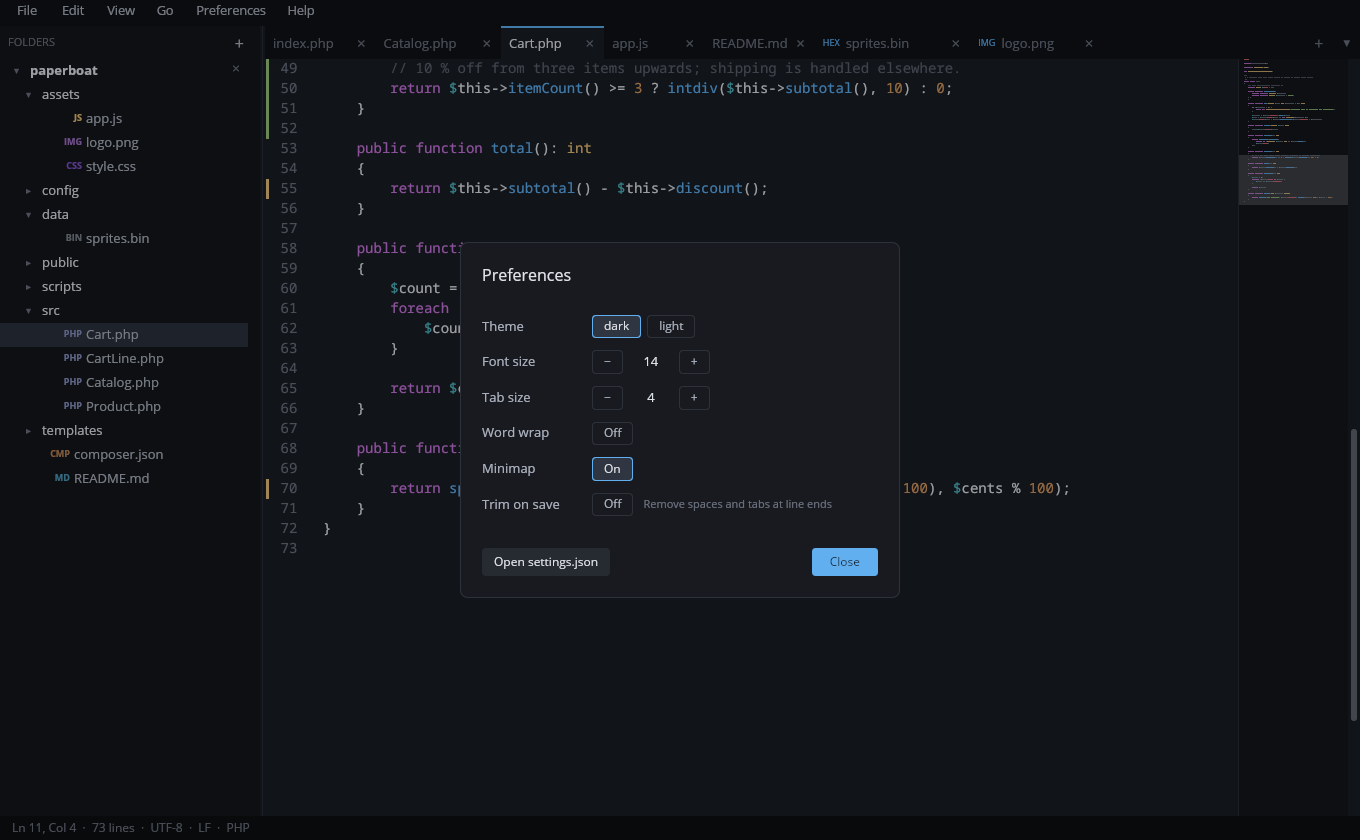 File Edit View Go Preferences Help
FOLDERS +
index.php × Catalog.php × Cart.php × app.js × README.md × HEX sprites.bin × IMG logo.png × + ▾
▾ paperboat ×
▾ assets
JS app.js
IMG logo.png
CSS style.css
▸ config
▾ data
BIN sprites.bin
▸ public
▸ scripts
▾ src
PHP Cart.php
PHP CartLine.php
PHP Catalog.php
PHP Product.php
▸ templates
CMP composer.json
MD README.md
49 // 10 % off from three items upwards; shipping is handled elsewhere.
50 return $this->itemCount() >= 3 ? intdiv($this->subtotal(), 10) : 0;
51 }
52
53 public function total(): int
54 {
55 return $this->subtotal() - $this->discount();
56 }
57
58 public functi
59 {
60 $count =
61 foreach
62 $coun
63 }
64
65 return $c
66 }
67
68 public functi
69 {
70 return sp 100), $cents % 100);
71 }
72 }
73
Preferences
Theme dark light
Font size − 14 +
Tab size − 4 +
Word wrap Off
Minimap On
Trim on save Off Remove spaces and tabs at line ends
Open settings.json Close
Ln 11, Col 4 · 73 lines · UTF-8 · LF · PHP